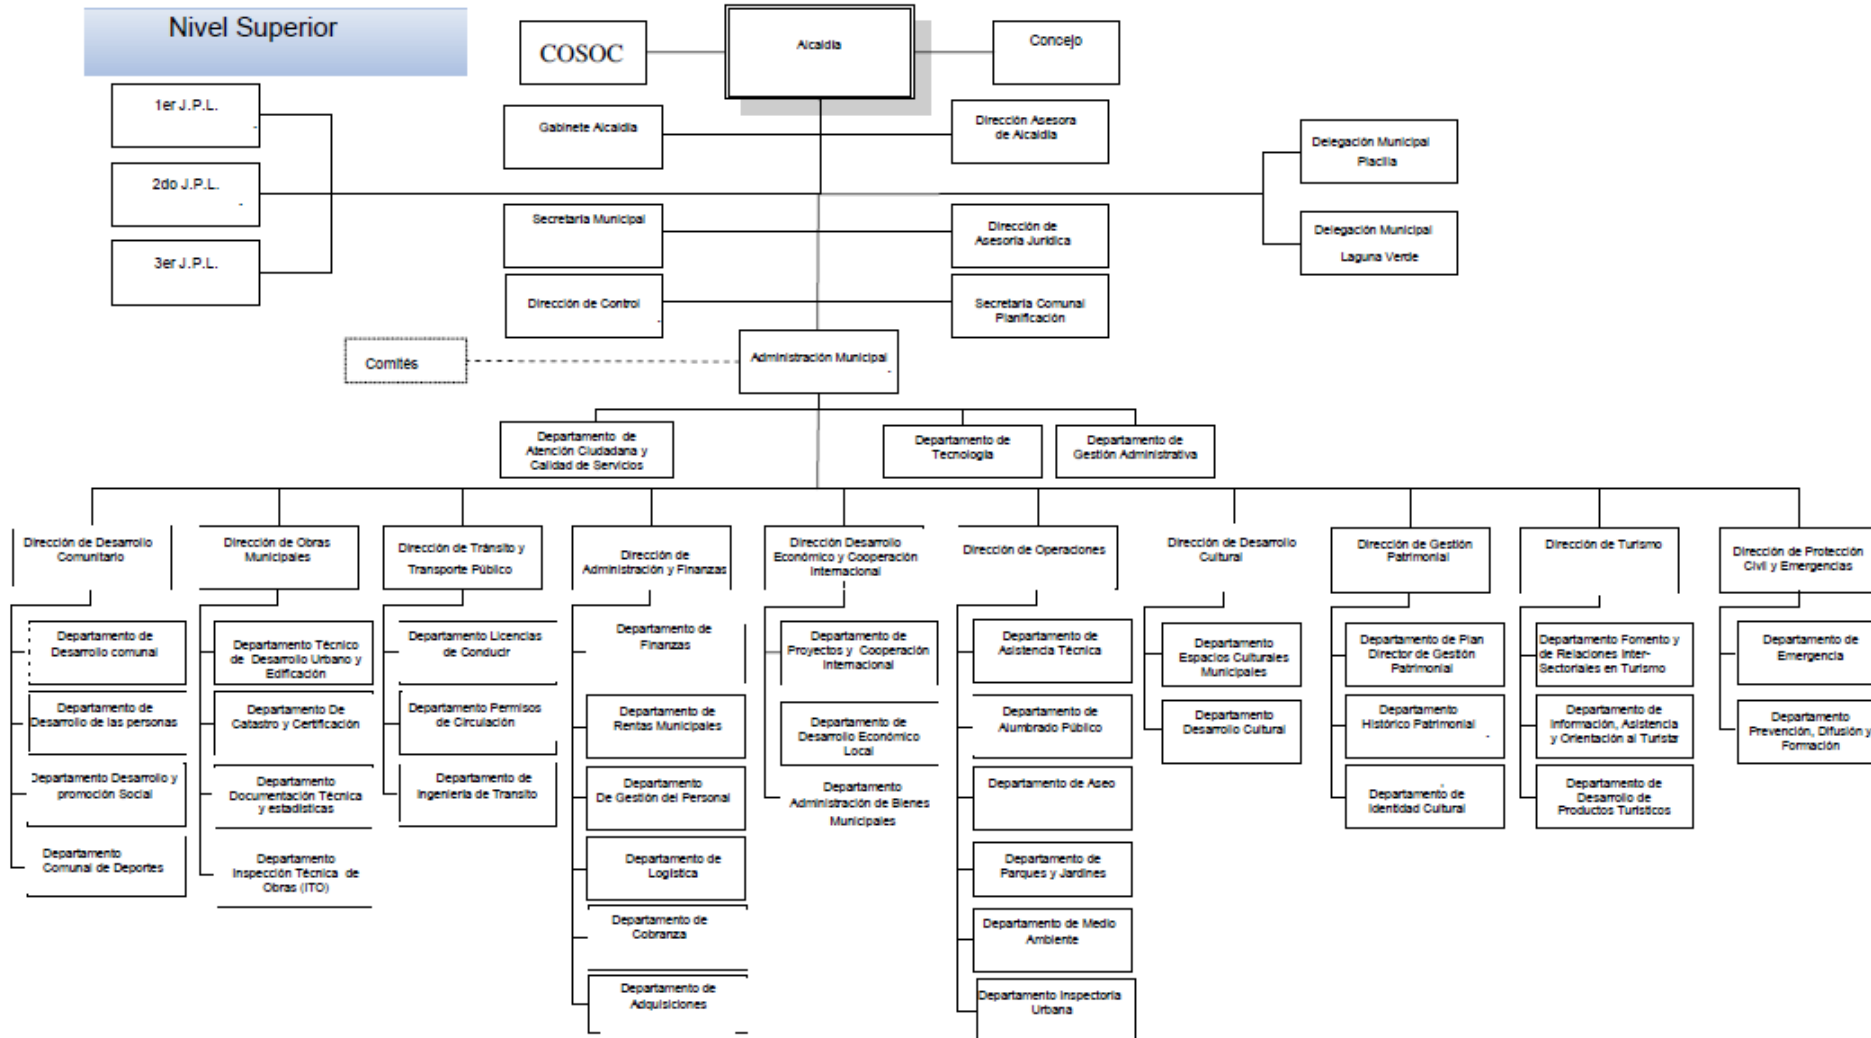 Nivel Superior
COSOC
Alcaldía
Concejo
1er J.P.L.
2do J.P.L.
3er J.P.L.
Gabinete Alcaldía
Dirección Asesora
de Alcaldía
Delegación Municipal
Placilla
Delegación Municipal
Laguna Verde
Secretaría Municipal
Dirección de
Asesoría Jurídica
Dirección de Control
Secretaría Comunal
Planificación
Comités
Administración Municipal
Departamento de
Atención Ciudadana y
Calidad de Servicios
Departamento de
Tecnología
Departamento de
Gestión Administrativa
Dirección de Desarrollo
Comunitario
Departamento de
Desarrollo comunal
Departamento de
Desarrollo de las personas
Departamento Desarrollo y
promoción Social
Departamento
Comunal de Deportes
Dirección de Obras
Municipales
Departamento Técnico
de Desarrollo Urbano y
Edificación
Departamento De
Catastro y Certificación
Departamento
Documentación Técnica
y estadísticas
Departamento
Inspección Técnica de
Obras (ITO)
Dirección de Tránsito y
Transporte Público
Departamento Licencias
de Conducir
Departamento Permisos
de Circulación
Departamento de
Ingeniería de Transito
Dirección de
Administración y Finanzas
Departamento de
Finanzas
Departamento de
Rentas Municipales
Departamento
De Gestión del Personal
Departamento de
Logística
Departamento de
Cobranza
Departamento de
Adquisiciones
Dirección Desarrollo
Económico y Cooperación
Internacional
Departamento de
Proyectos y Cooperación
Internacional
Departamento de
Desarrollo Económico
Local
Departamento
Administración de Bienes
Municipales
Dirección de Operaciones
Departamento de
Asistencia Técnica
Departamento de
Alumbrado Público
Departamento de Aseo
Departamento de
Parques y Jardines
Departamento de Medio
Ambiente
Departamento Inspectoría
Urbana
Dirección de Desarrollo
Cultural
Departamento
Espacios Culturales
Municipales
Departamento
Desarrollo Cultural
Dirección de Gestión
Patrimonial
Departamento de Plan
Director de Gestión
Patrimonial
Departamento
Histórico Patrimonial
Departamento de
Identidad Cultural
Dirección de Turismo
Departamento Fomento y
de Relaciones Inter-
Sectoriales en Turismo
Departamento de
Información, Asistencia
y Orientación al Turista
Departamento de
Desarrollo de
Productos Turísticos
Dirección de Protección
Civil y Emergencias
Departamento de
Emergencia
Departamento
Prevención, Difusión y
Formación